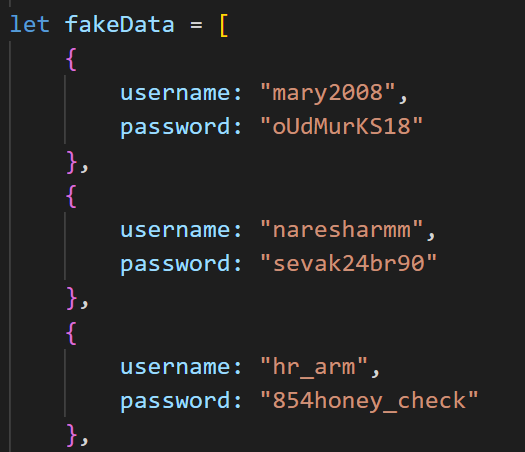 let fakeData = [
{
username: "mary2008",
password: "oUdMurKS18"
},
{
username: "naresharmm",
password: "sevak24br90"
},
{
username: "hr_arm",
password: "854honey_check"
},